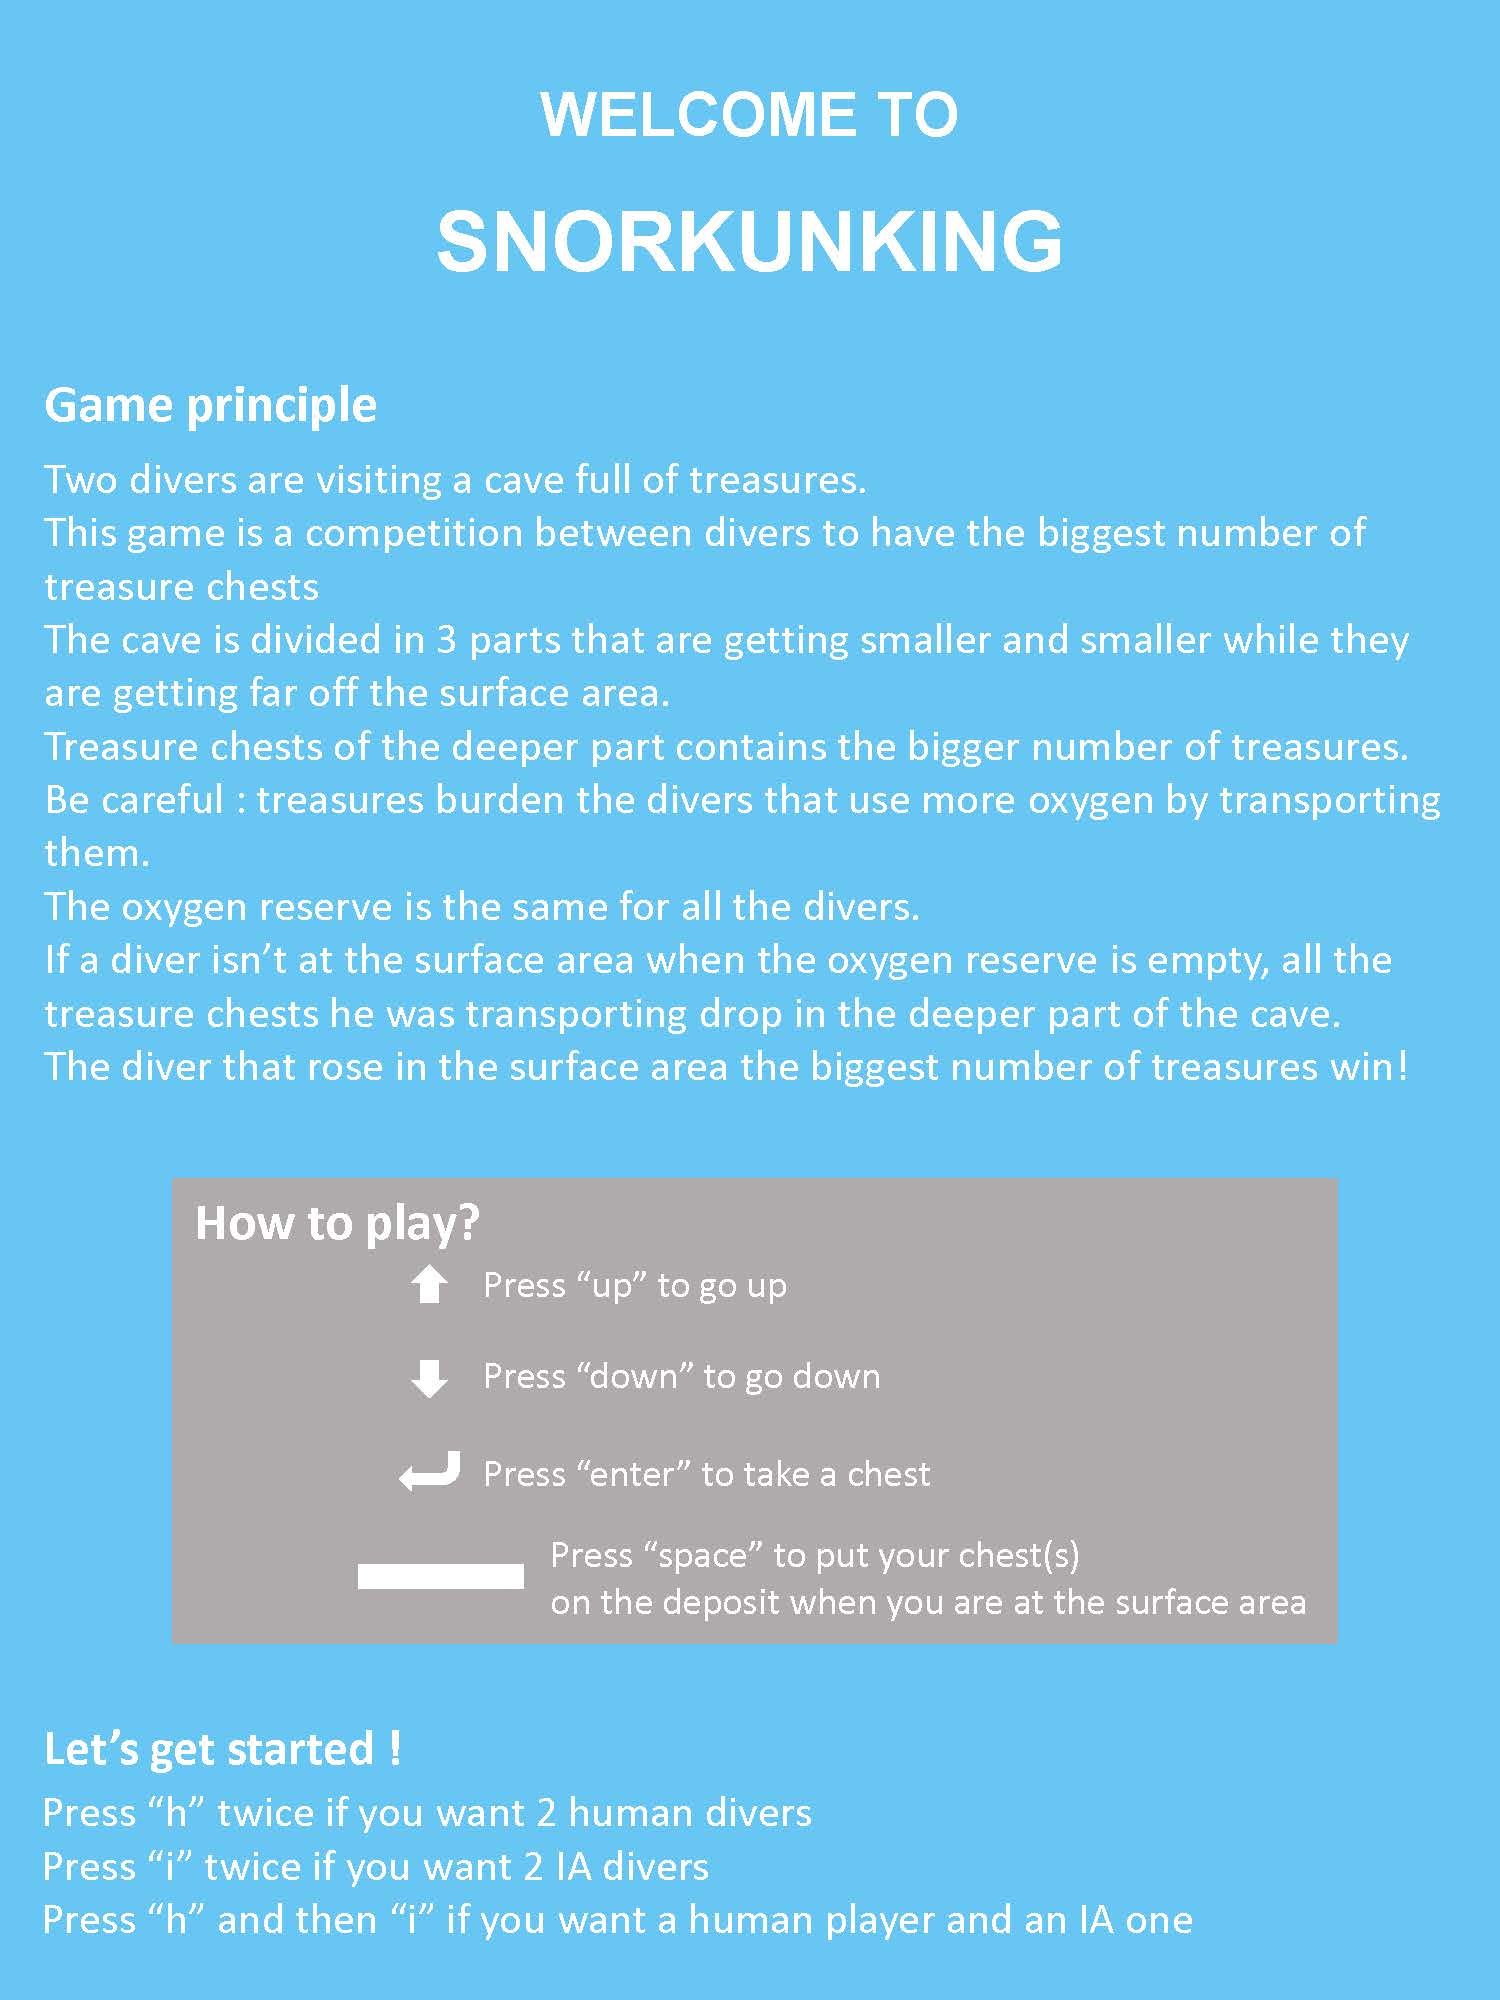 WELCOME TO
SNORKUNKING
Game principle
Two divers are visiting a cave full of treasures.
This game is a competition between divers to have the biggest number of
treasure chests
The cave is divided in 3 parts that are getting smaller and smaller while they
are getting far off the surface area.
Treasure chests of the deeper part contains the bigger number of treasures.
Be careful : treasures burden the divers that use more oxygen by transporting
them.
The oxygen reserve is the same for all the divers.
If a diver isn’t at the surface area when the oxygen reserve is empty, all the
treasure chests he was transporting drop in the deeper part of the cave.
The diver that rose in the surface area the biggest number of treasures win!
How to play?
Press “up” to go up
Press “down” to go down
Press “enter” to take a chest
Press “space” to put your chest(s)
on the deposit when you are at the surface area
Let’s get started !
Press “h” twice if you want 2 human divers
Press “i” twice if you want 2 IA divers
Press “h” and then “i” if you want a human player and an IA one